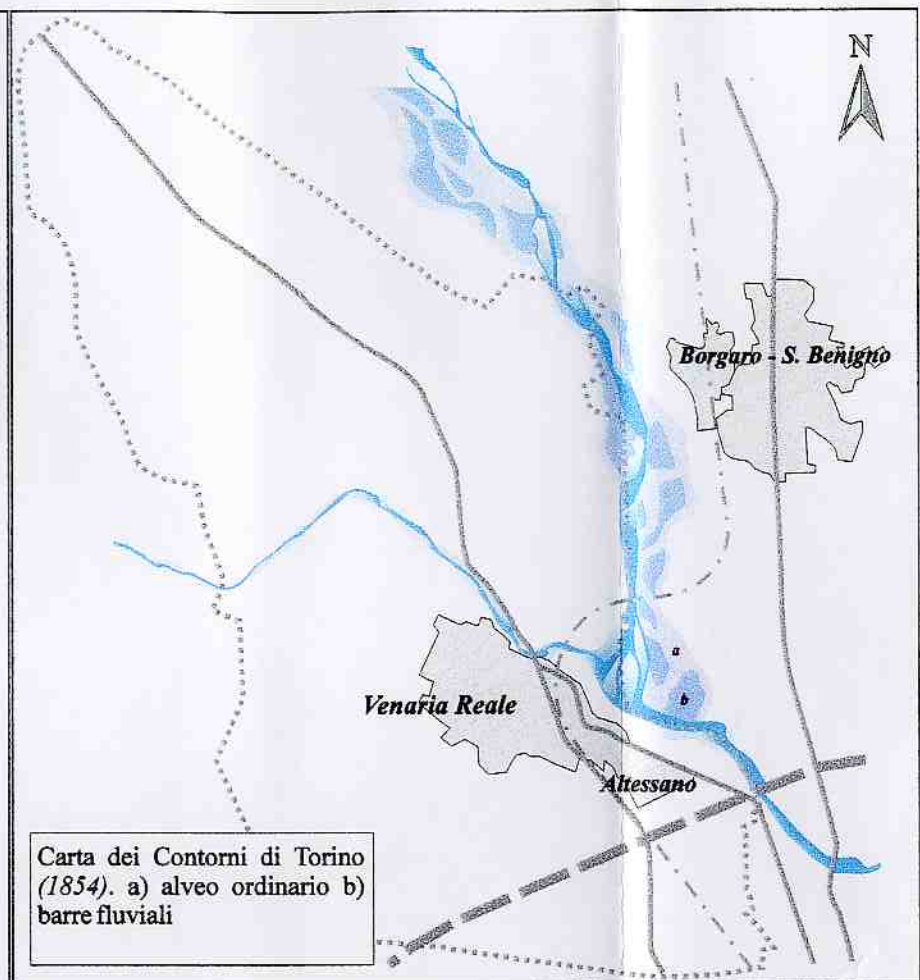 N
Borgaro - S. Benigno
a
b
Venaria Reale
Altessano
Carta dei Contorni di Torino
(1854). a) alveo ordinario b)
barre fluviali